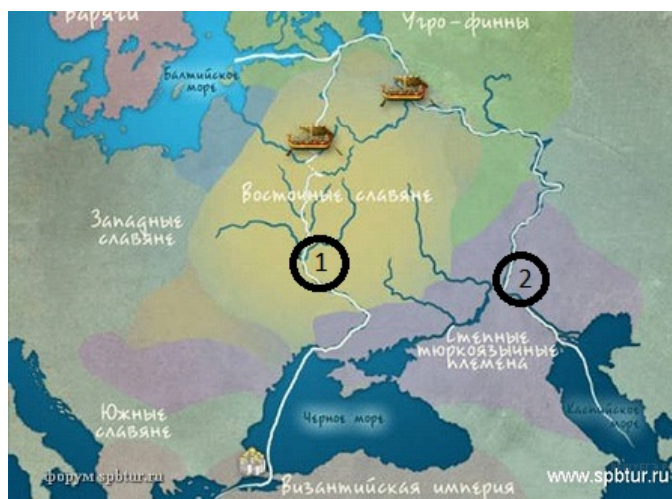 Варяги
Угро-финны
Балтийское
море
Восточные славяне
Западные
славяне
1
2
Степные
тюркоязычные
племена
Южные
славяне
Черное море
Каспийское
море
форум spbtur.ru
Византийская империя
www.spbtur.ru